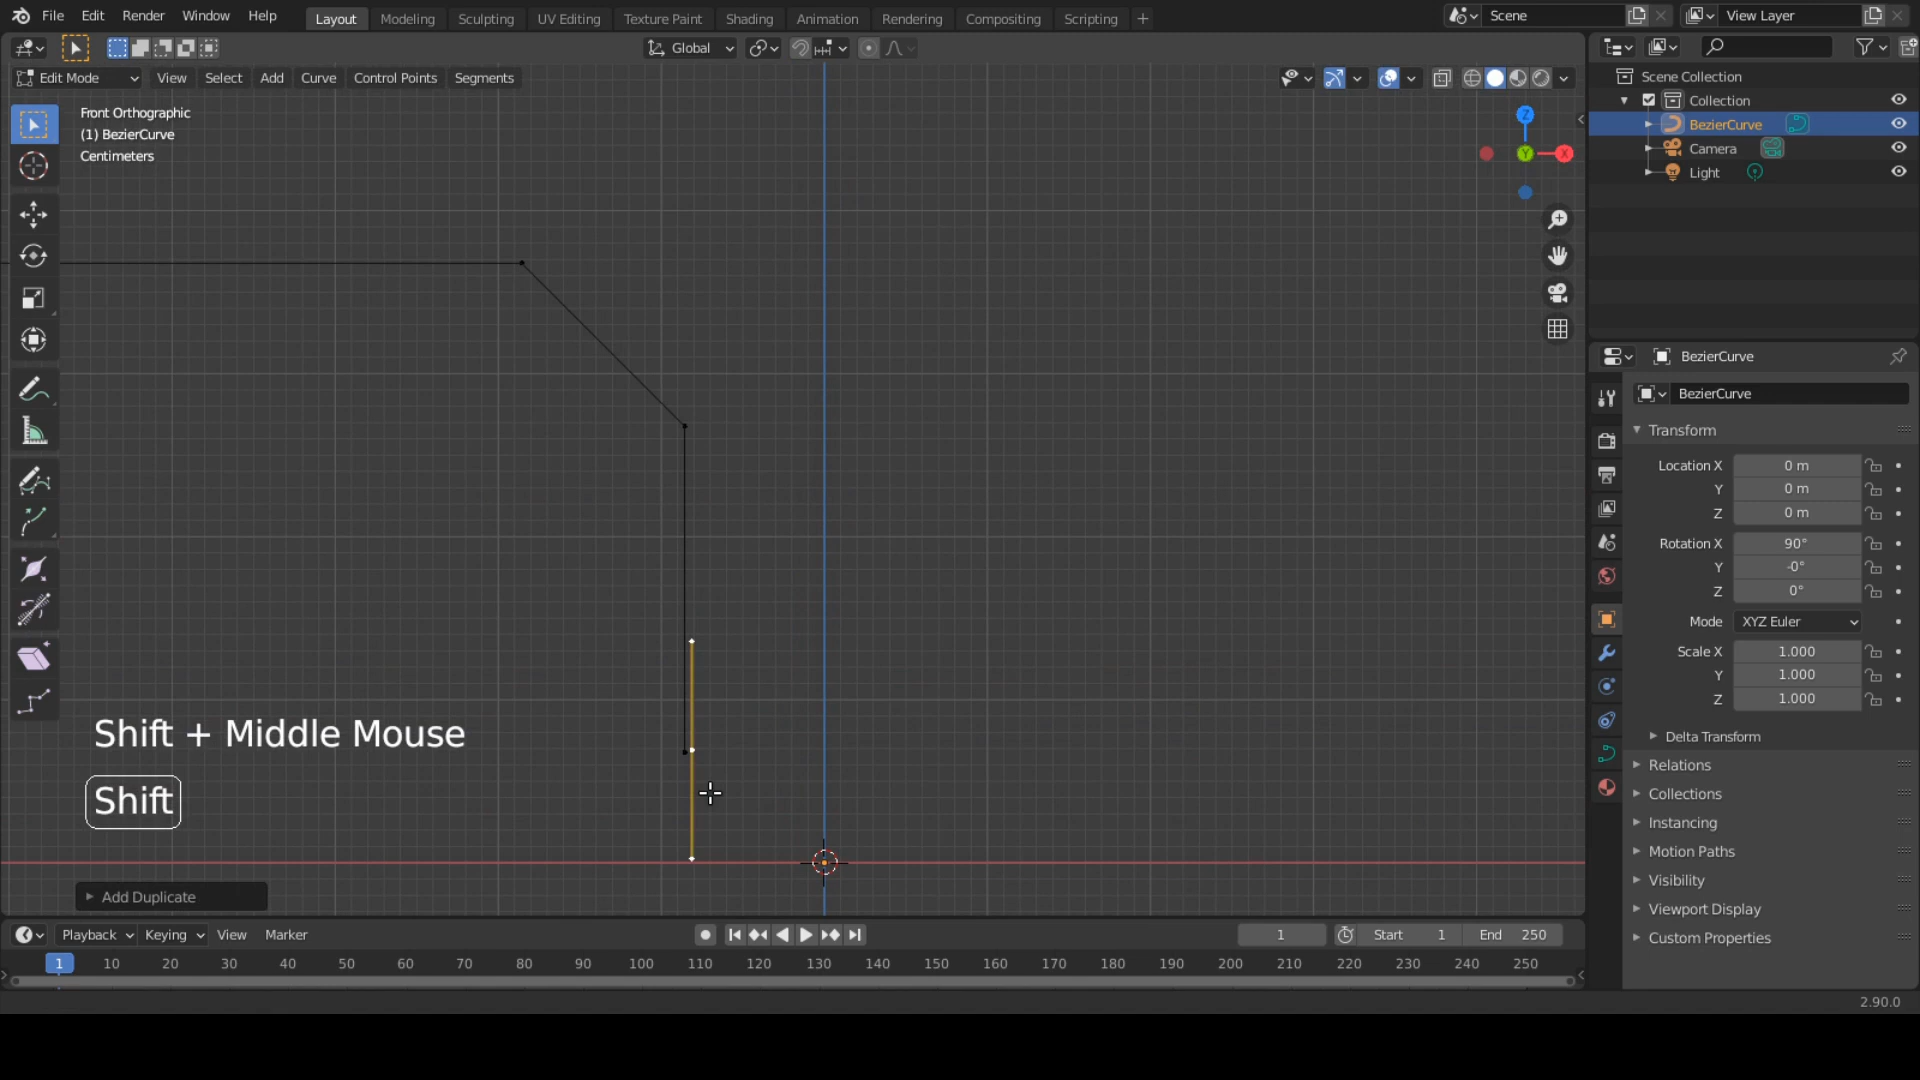 File Edit Render Window Help
Layout Modeling Sculpting UV Editing Texture Paint Shading Animation Rendering Compositing Scripting +
Scene
View Layer
Global
Edit Mode View Select Add Curve Control Points Segments
Front Orthographic
(1) BezierCurve
Centimeters
Z
Y
X
Scene Collection
Collection
BezierCurve
Camera
Light
BezierCurve
BezierCurve
Transform
Location X 0 m
Y 0 m
Z 0 m
Rotation X 90°
Y -0°
Z 0°
Mode XYZ Euler
Scale X 1.000
Y 1.000
Z 1.000
Delta Transform
Relations
Collections
Instancing
Motion Paths
Visibility
Viewport Display
Custom Properties
Shift + Middle Mouse
Shift
Add Duplicate
Playback Keying View Marker
1 Start 1 End 250
1 10 20 30 40 50 60 70 80 90 100 110 120 130 140 150 160 170 180 190 200 210 220 230 240 250
2.90.0